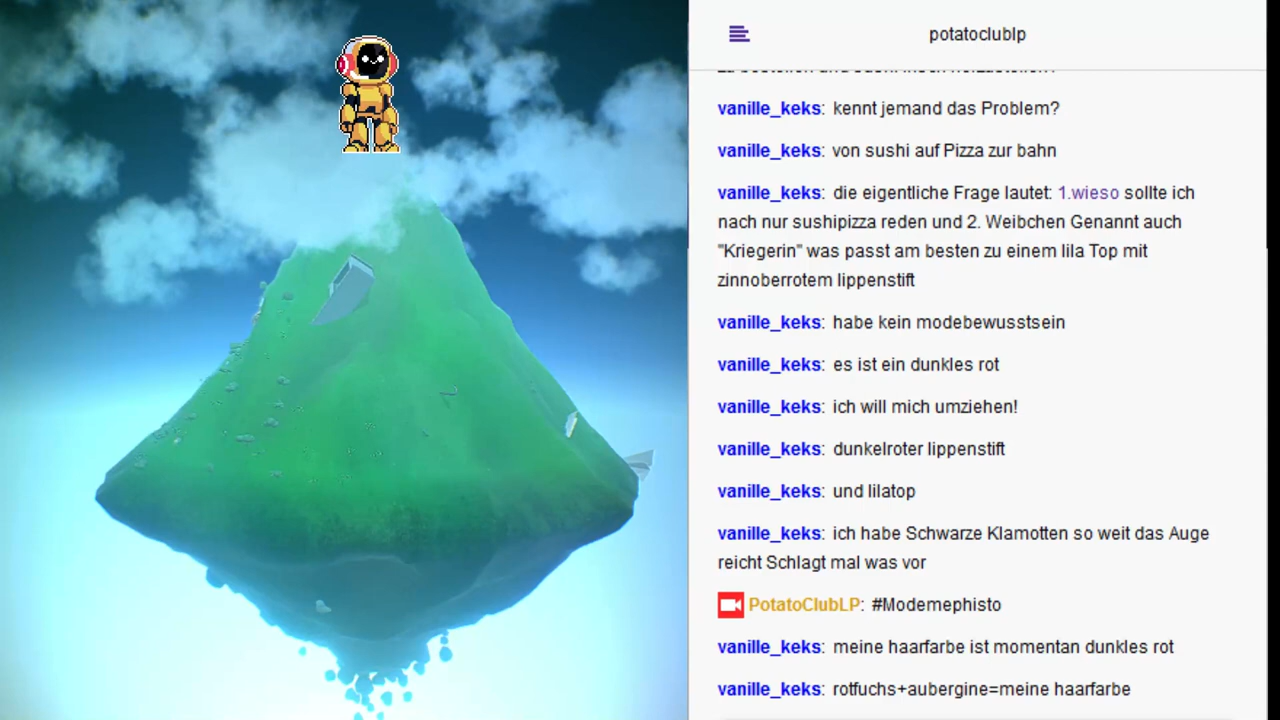 potatoclublp
vanille_keks: kennt jemand das Problem?
vanille_keks: von sushi auf Pizza zur bahn
vanille_keks: die eigentliche Frage lautet: 1.wieso sollte ich
nach nur sushipizza reden und 2. Weibchen Genannt auch
"Kriegerin" was passt am besten zu einem lila Top mit
zinnoberrotem lippenstift
vanille_keks: habe kein modebewusstsein
vanille_keks: es ist ein dunkles rot
vanille_keks: ich will mich umziehen!
vanille_keks: dunkelroter lippenstift
vanille_keks: und lilatop
vanille_keks: ich habe Schwarze Klamotten so weit das Auge
reicht Schlagt mal was vor
PotatoClubLP: #Modemephisto
vanille_keks: meine haarfarbe ist momentan dunkles rot
vanille_keks: rotfuchs+aubergine=meine haarfarbe